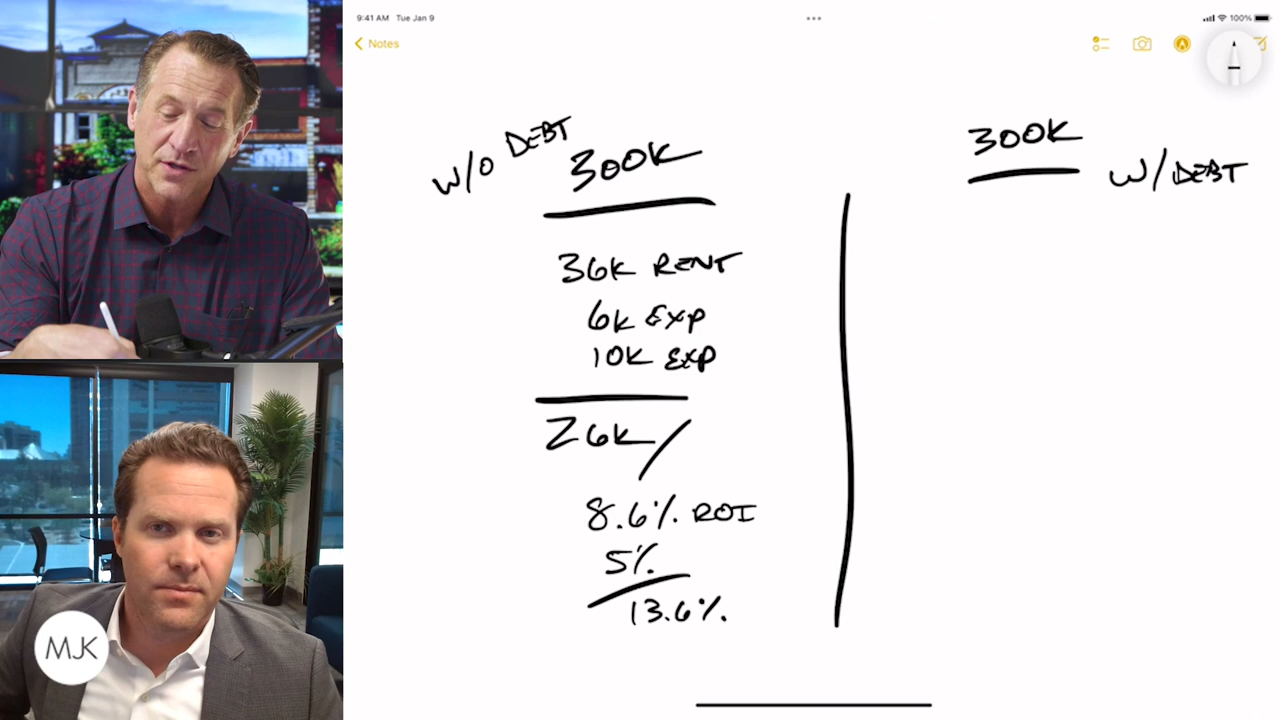 9:41 AM Tue Jan 9
100%
Notes
W/O DEBT
300K
36K RENT
6K EXP
10K EXP
26K/
8.6% ROI
5%
13.6%
300K
W/ DEBT
MJK